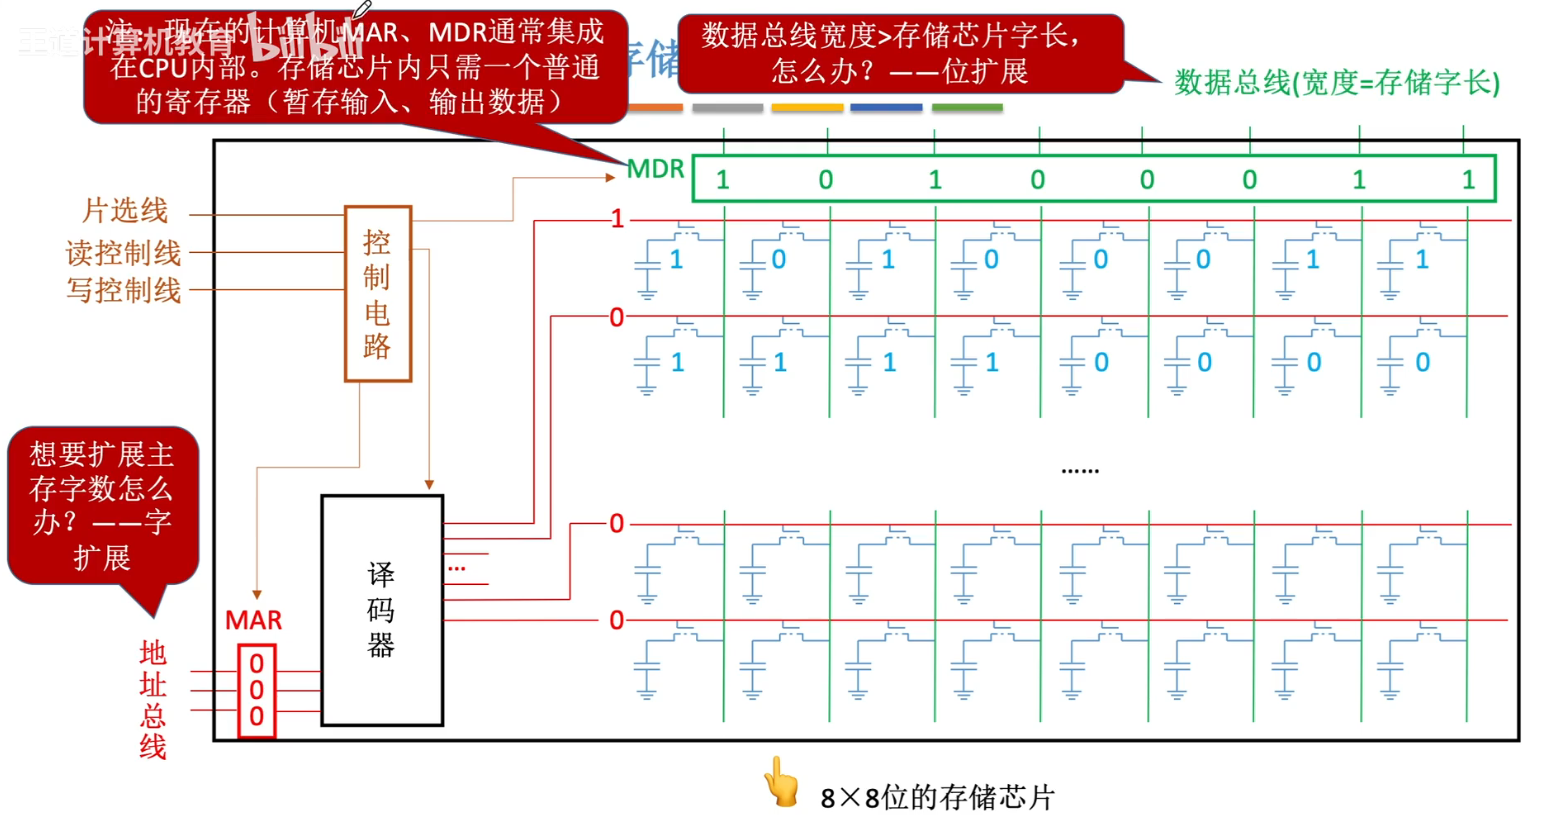 王道计算机教育 bilibili
注：现在的计算机MAR、MDR通常集成
在CPU内部。存储芯片内只需一个普通
的寄存器（暂存输入、输出数据）
存储
数据总线宽度>存储芯片字长，
怎么办？——位扩展
数据总线(宽度=存储字长)
MDR
1 0 1 0 0 0 1 1
片选线
读控制线
写控制线
控制电路
1
1 0 1 0 0 0 1 1
0
1 1 1 1 0 0 0 0
……
想要扩展主
存字数怎么
办？——字
扩展
译码器
...
0
0
MAR
0
0
0
地址总线
8×8位的存储芯片